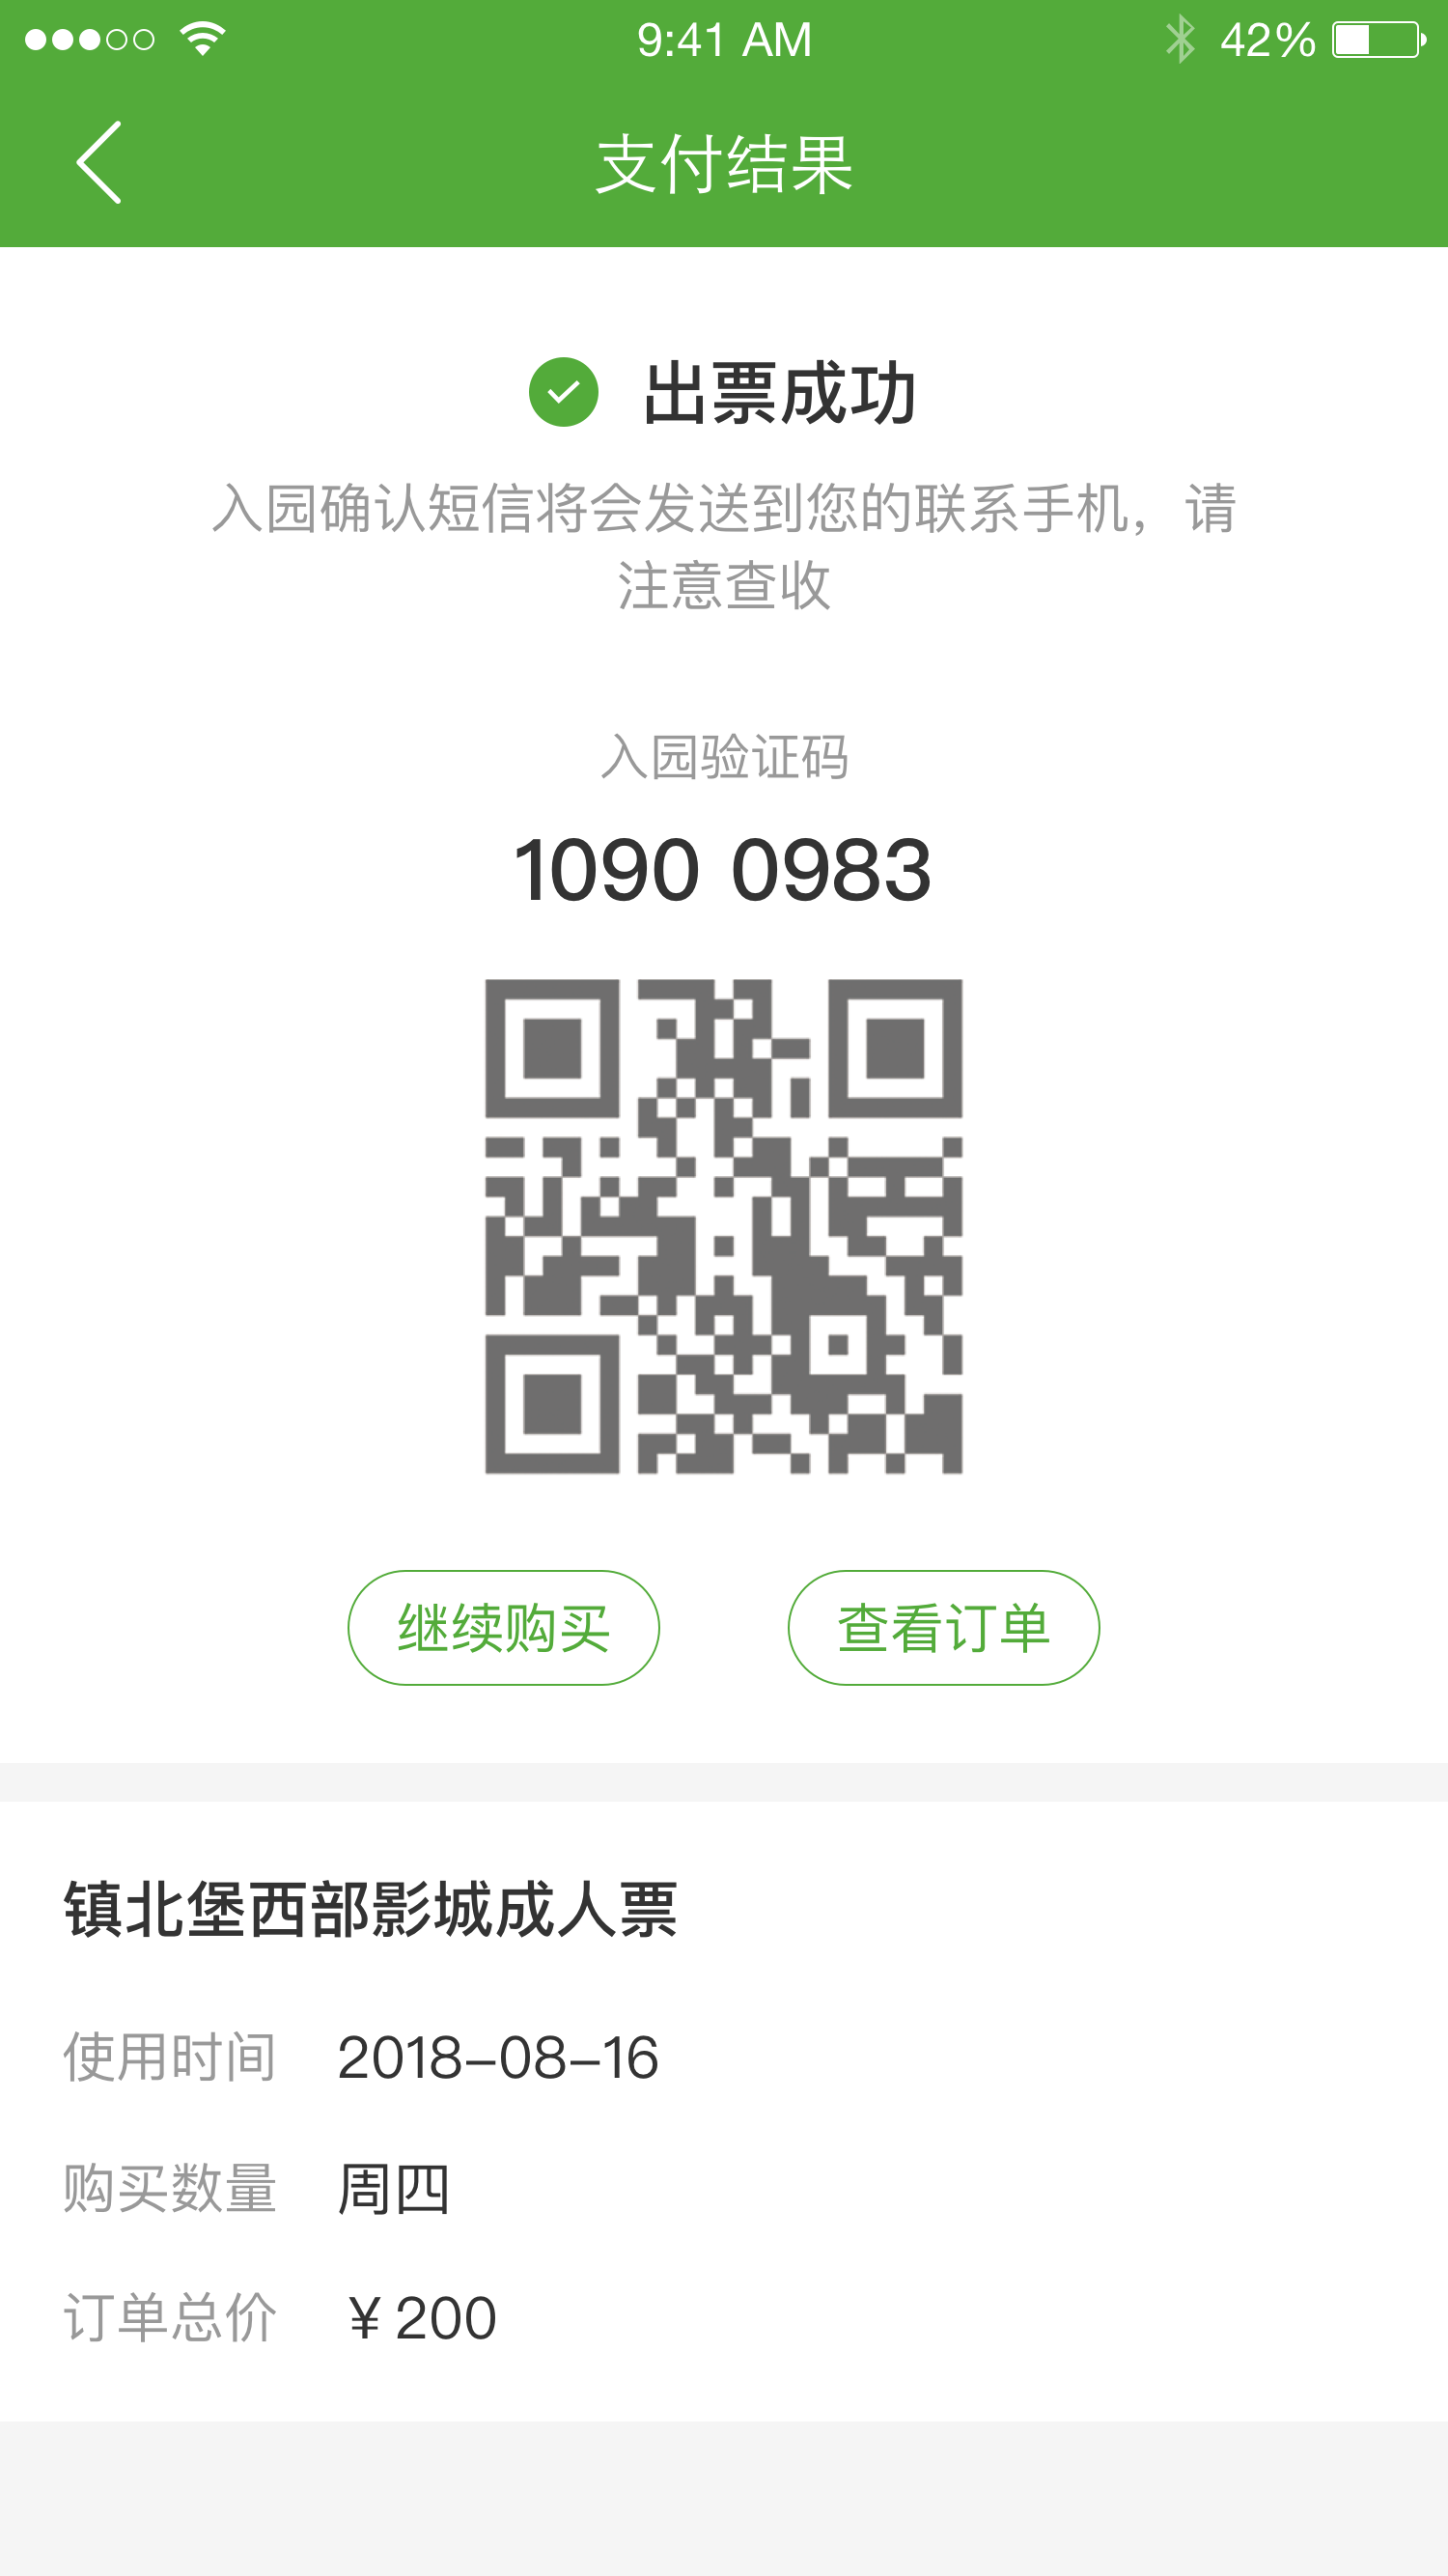 9:41 AM
42%
支付结果
出票成功
入园确认短信将会发送到您的联系手机，请
注意查收
入园验证码
1090 0983
继续购买
查看订单
镇北堡西部影城成人票
使用时间 2018-08-16
购买数量 周四
订单总价 ¥ 200